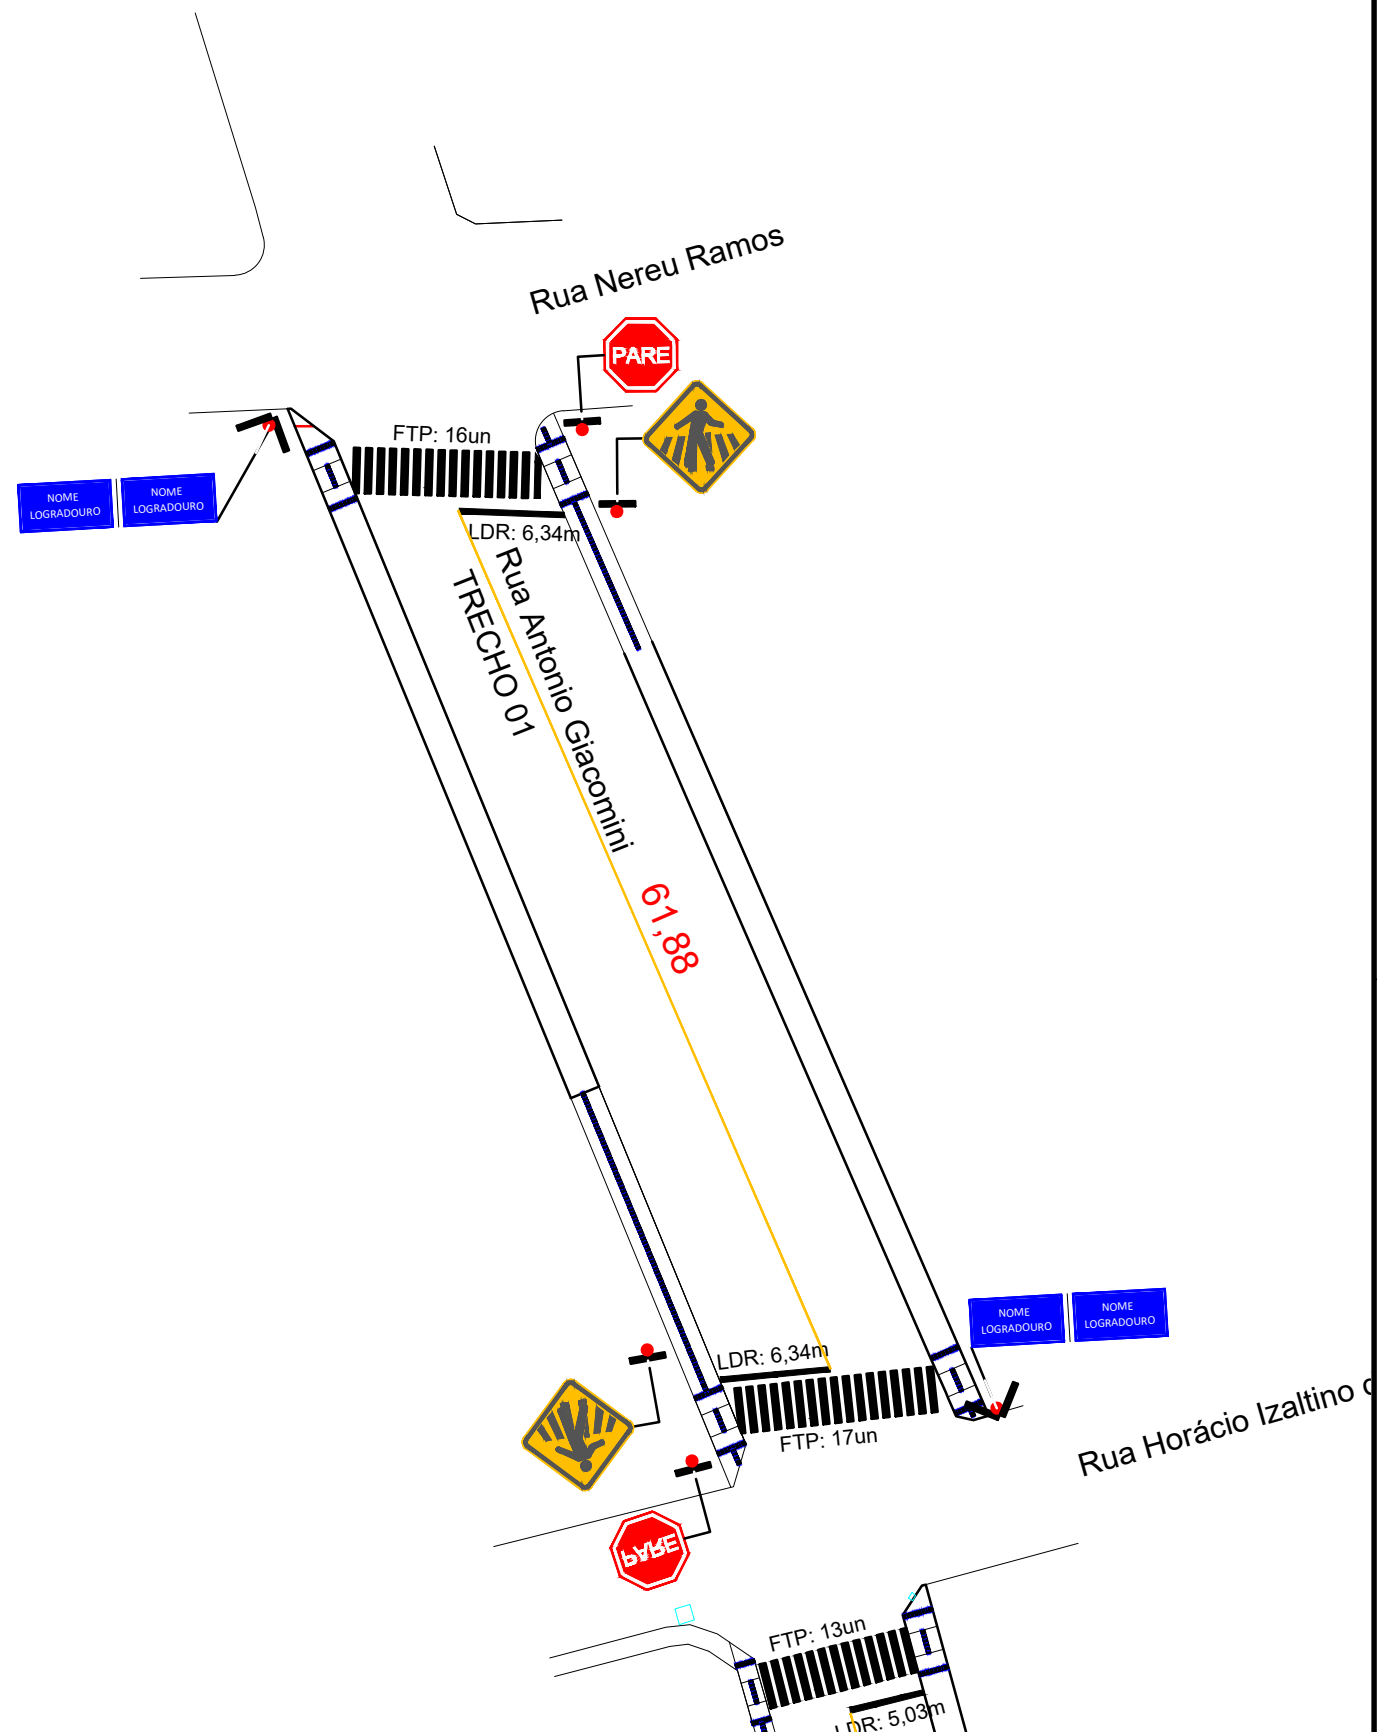 Rua Nereu Ramos
PARE
FTP: 16un
NOME
LOGRADOURO
NOME
LOGRADOURO
LDR: 6,34m
Rua Antonio Giacomini
TRECHO 01
61,88
NOME
LOGRADOURO
NOME
LOGRADOURO
LDR: 6,34m
FTP: 17un
Rua Horácio Izaltino
PARE
FTP: 13un
LDR: 5,03m